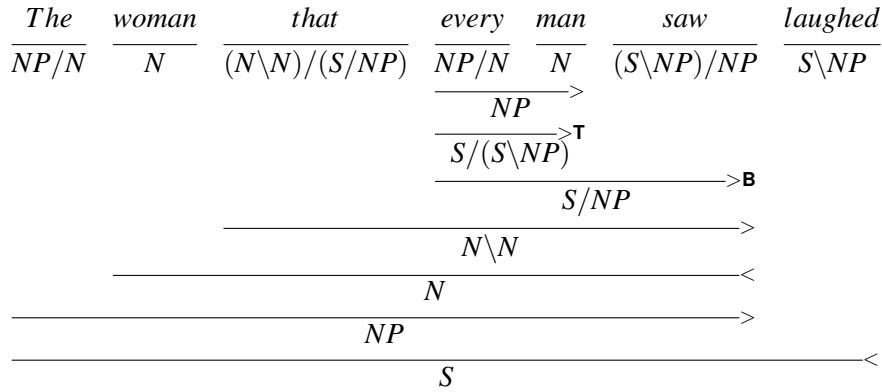 The woman that every man saw laughed
NP/N N (N\N)/(S/NP) NP/N N (S\NP)/NP S\NP
>
NP
>T
S/(S\NP)
>B
S/NP
>
N\N
<
N
>
NP
<
S